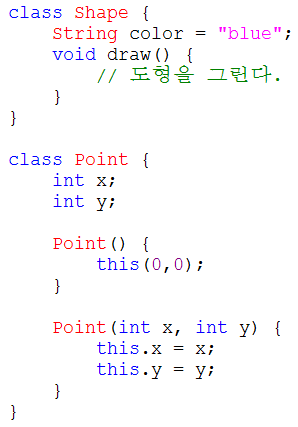 class Shape {
    String color = "blue";
    void draw() {
        // 도형을 그린다.
    }
}

class Point {
    int x;
    int y;

    Point() {
        this(0,0);
    }

    Point(int x, int y) {
        this.x = x;
        this.y = y;
    }
}